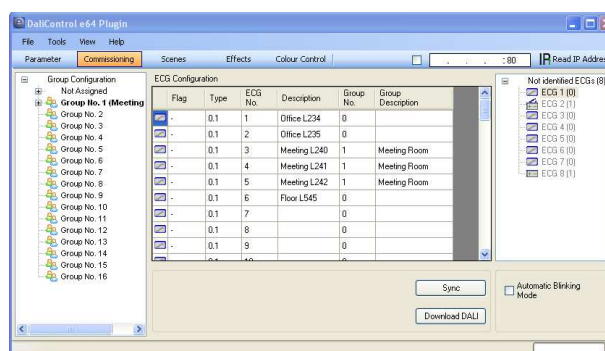 DaliControl e64 Plugin
File Tools View Help
Parameter Commissioning Scenes Effects Colour Control . . . :80 Read IP Addre
Group Configuration
Not Assigned
Group No. 1 (Meeting
Group No. 2
Group No. 3
Group No. 4
Group No. 5
Group No. 6
Group No. 7
Group No. 8
Group No. 9
Group No. 10
Group No. 11
Group No. 12
Group No. 13
Group No. 14
Group No. 15
Group No. 16
ECG Configuration
Flag Type ECG No. Description Group No. Group Description
- 0.1 1 Office L234 0
- 0.1 2 Office L235 0
- 0.1 3 Meeting L240 1 Meeting Room
- 0.1 4 Meeting L241 1 Meeting Room
- 0.1 5 Meeting L242 1 Meeting Room
- 0.1 6 Floor L545 0
- 0.1 7 0
- 0.1 8 0
- 0.1 9 0
Sync
Download DALI
Not identified ECGs (8)
ECG 1 (0)
ECG 2 (1)
ECG 3 (0)
ECG 4 (0)
ECG 5 (0)
ECG 6 (0)
ECG 7 (0)
ECG 8 (1)
Automatic Blinking
Mode